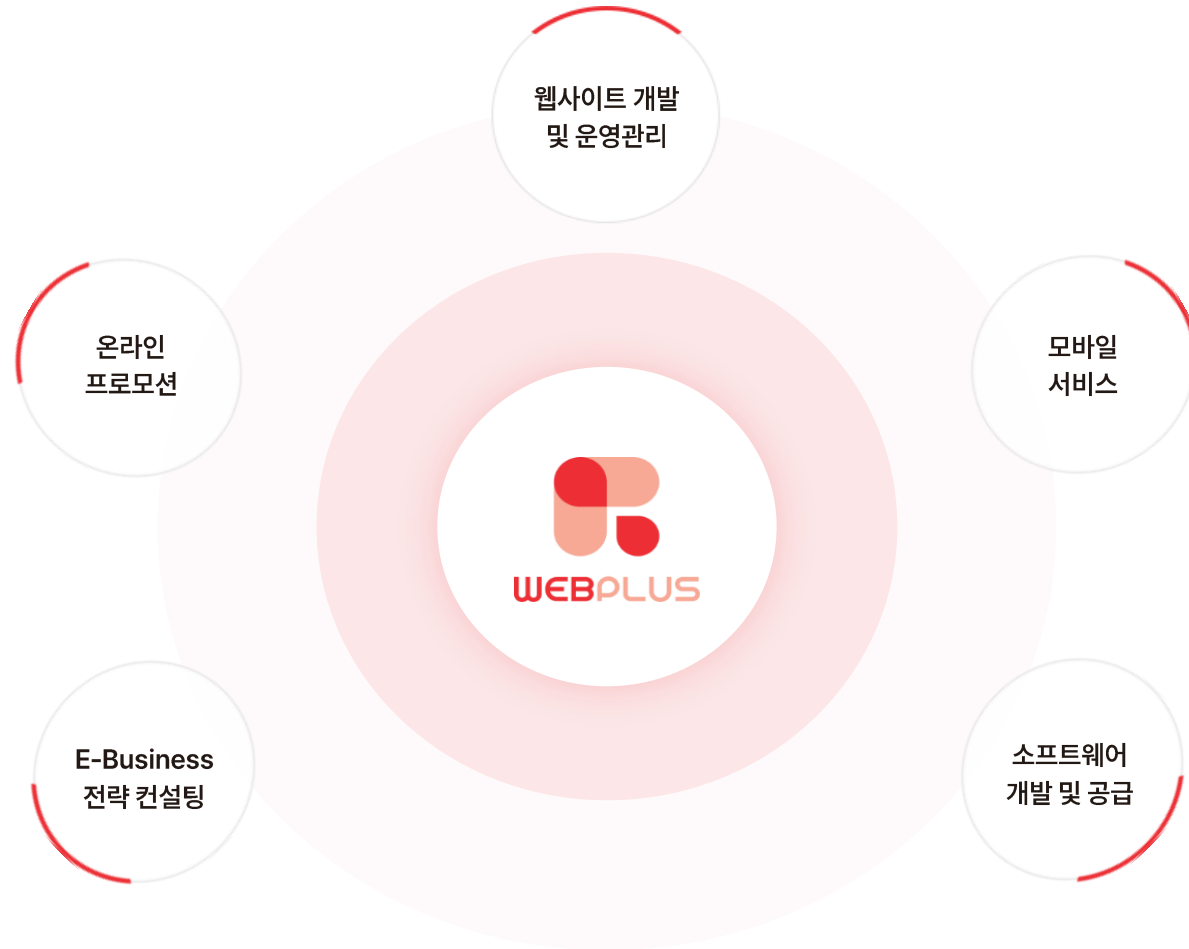 웹사이트 개발
및 운영관리
온라인
프로모션
모바일
서비스
WEBPLUS
E-Business
전략 컨설팅
소프트웨어
개발 및 공급